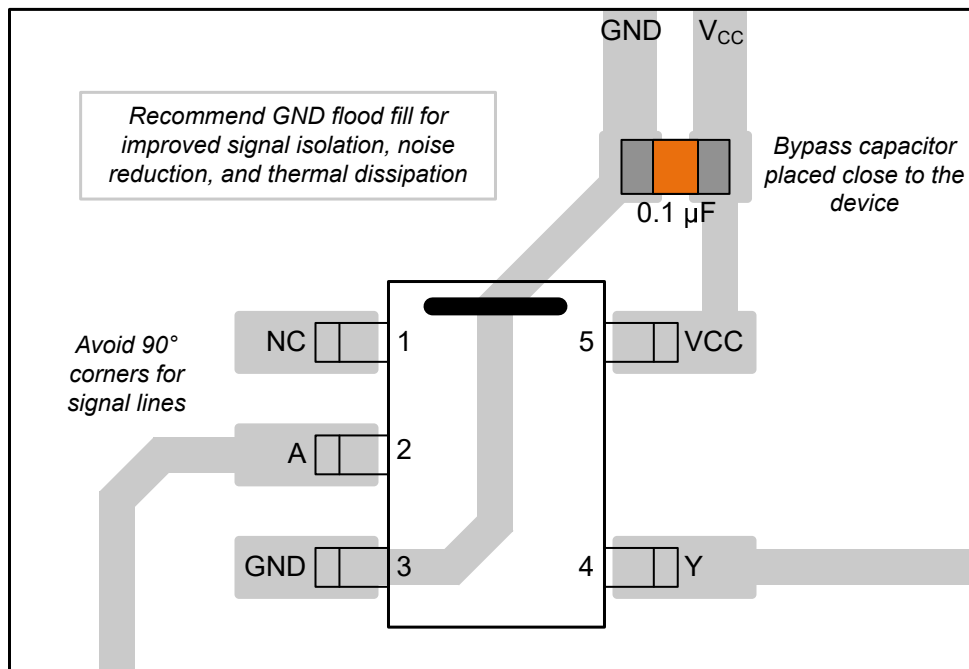 GND
V_CC
Recommend GND flood fill for
improved signal isolation, noise
reduction, and thermal dissipation
Bypass capacitor
placed close to the
device
0.1 µF
NC
1
5
VCC
Avoid 90°
corners for
signal lines
A
2
GND
3
4
Y